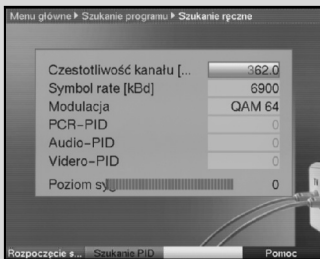 Menu główne ▸ Szukanie programu ▸ Szukanie ręczne
Czestotliwość kanału [... 362.0
Symbol rate [kBd] 6900
Modulacja QAM 64
PCR-PID 0
Audio-PID 0
Videro-PID 0
Poziom syg 0
Rozpoczęcie s... Szukanie PID Pomoc